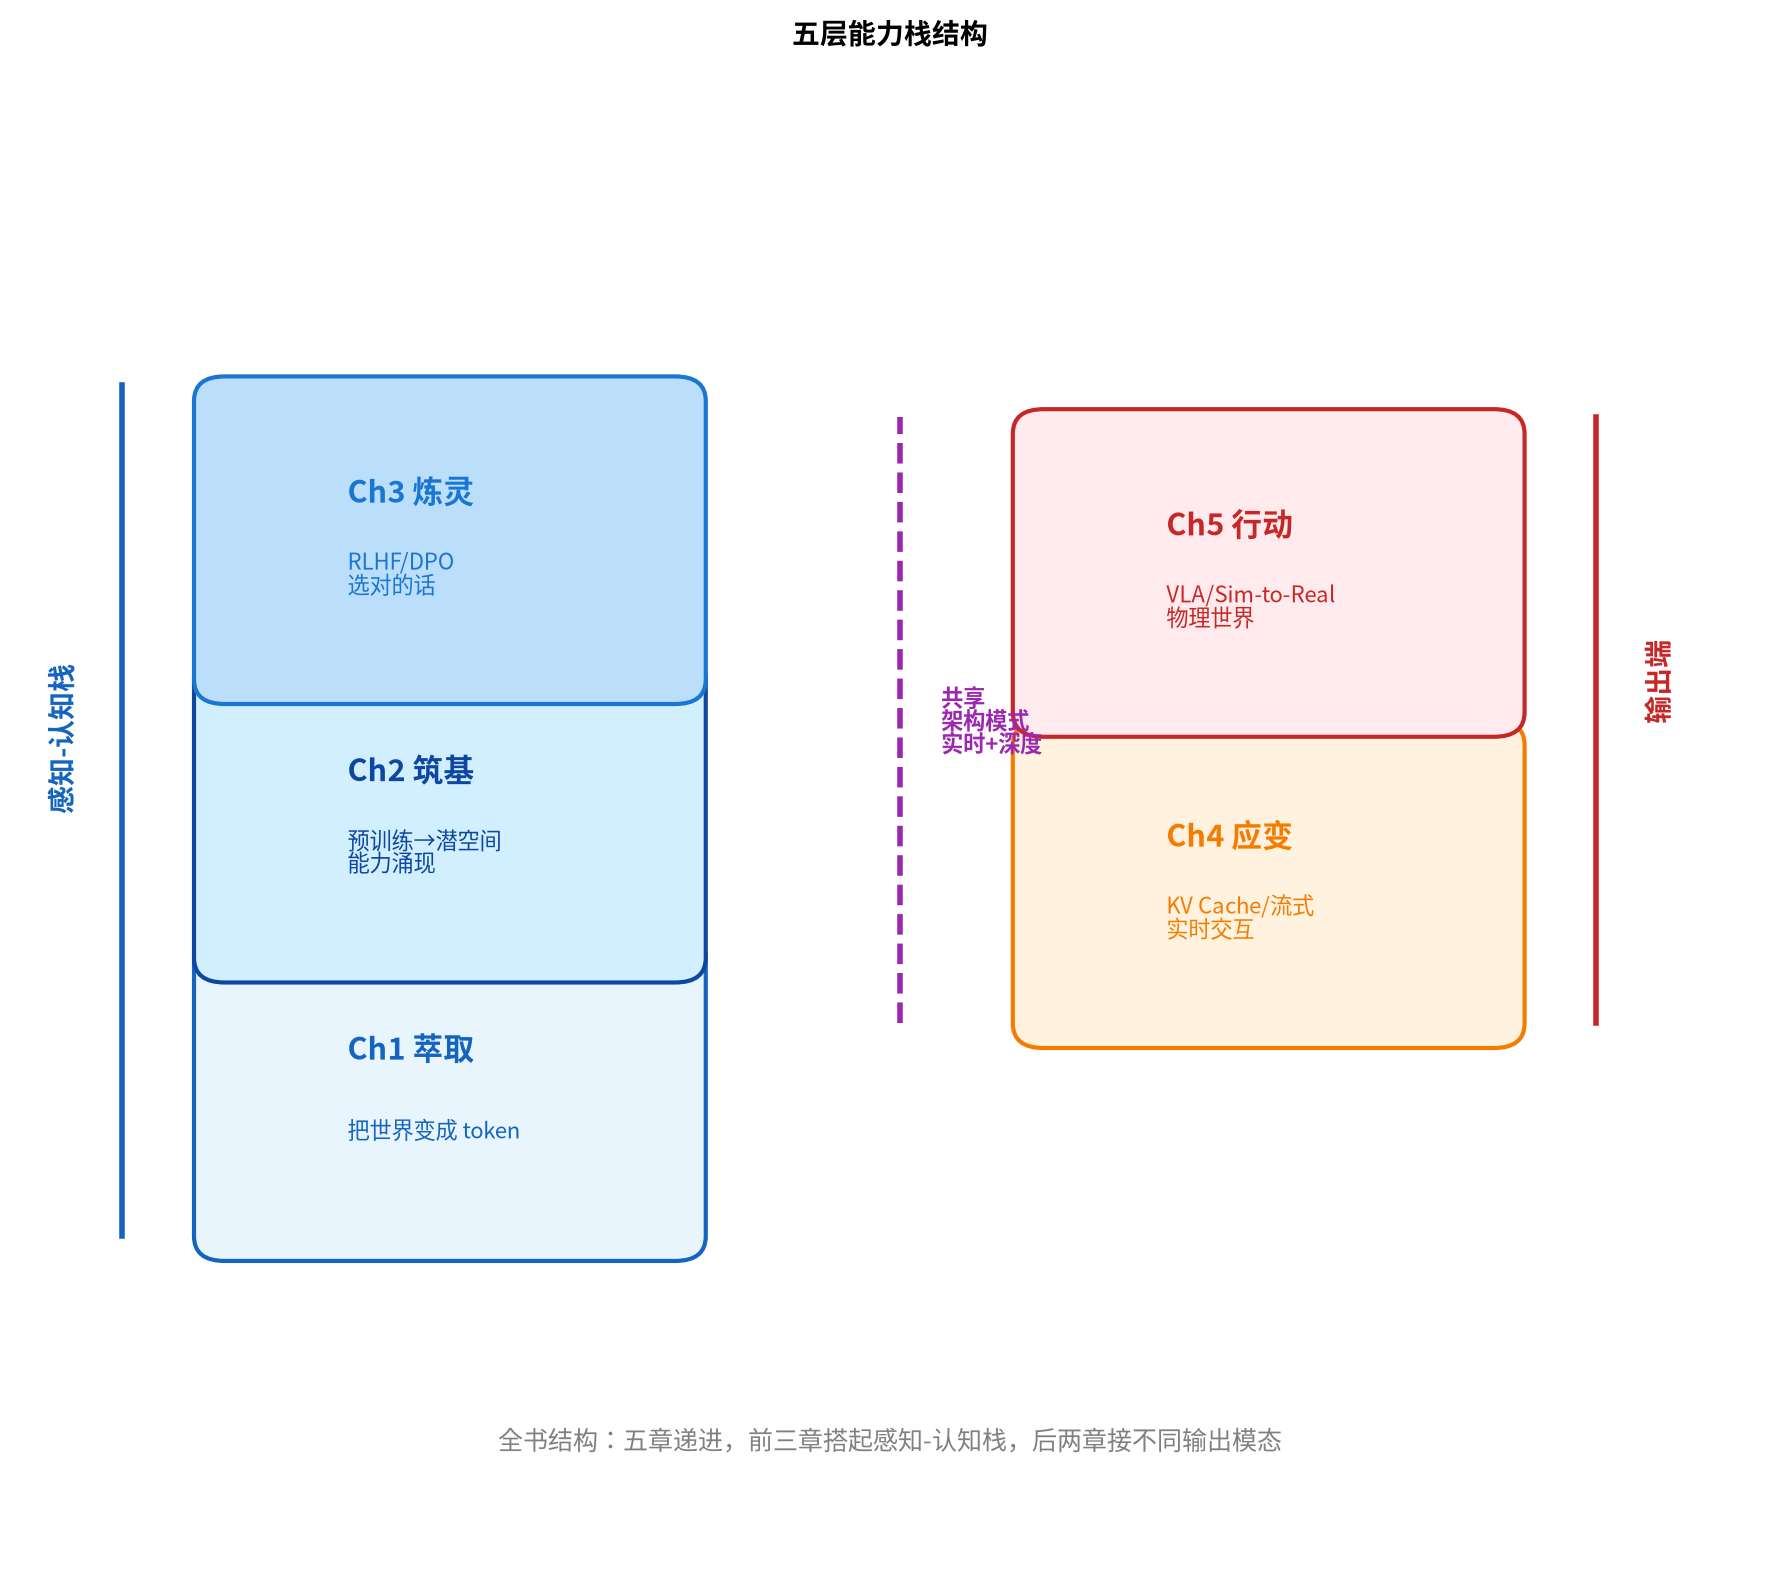 五层能力栈结构
感知-认知栈
Ch3 炼灵
RLHF/DPO
选对的话
Ch2 筑基
预训练→潜空间
能力涌现
Ch1 萃取
把世界变成 token
共享
架构模式
实时+深度
Ch5 行动
VLA/Sim-to-Real
物理世界
Ch4 应变
KV Cache/流式
实时交互
输出端
全书结构：五章递进，前三章搭起感知-认知栈，后两章接不同输出模态